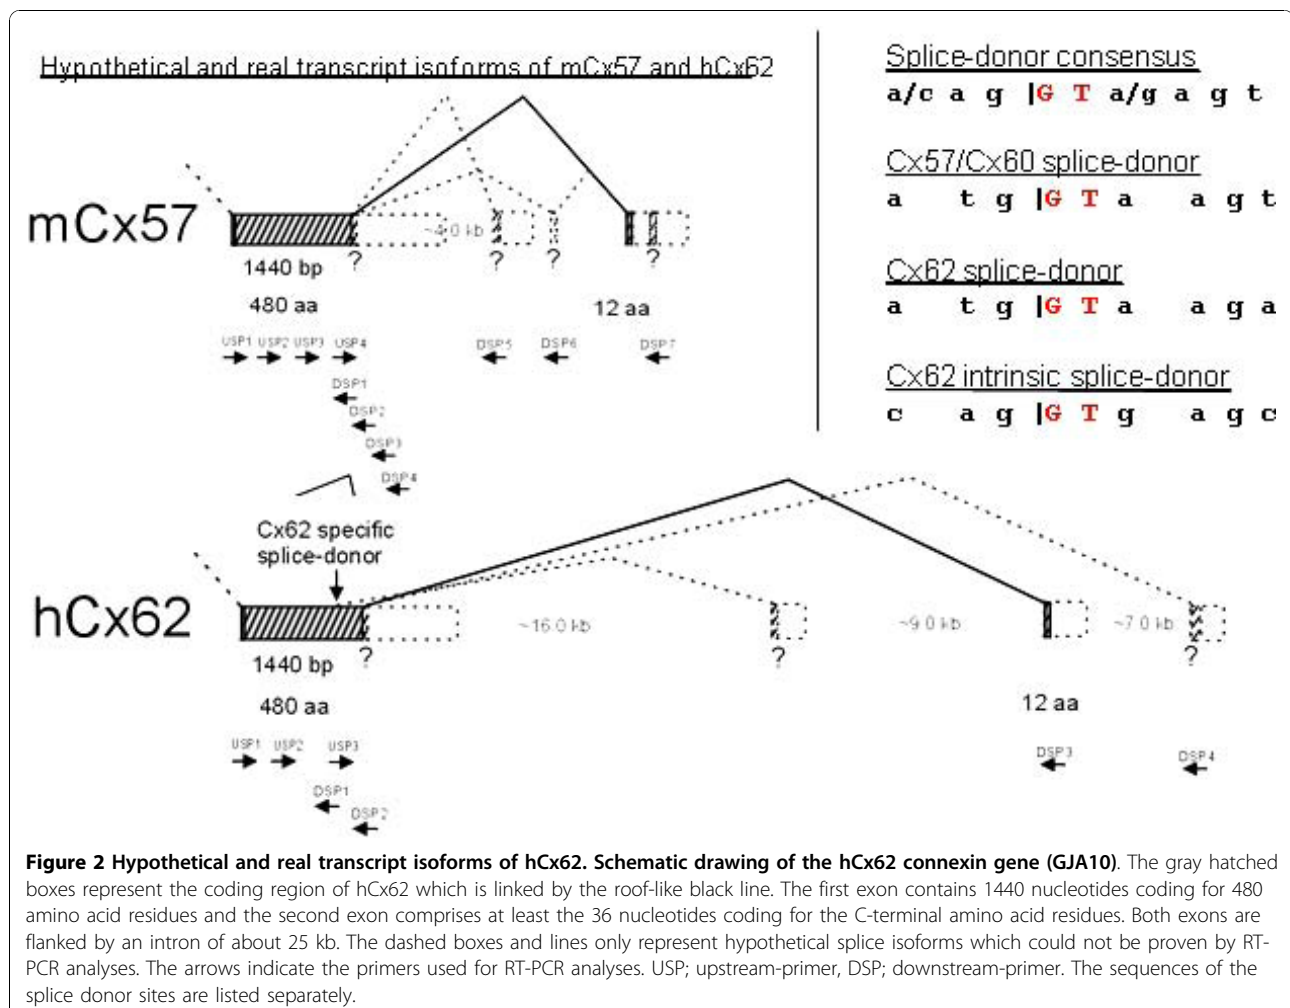 Hypothetical and real transcript isoforms of mCx57 and hCx62
mCx57
~4.0 kb
? ? ? ?
1440 bp
480 aa
12 aa
USP1 USP2 USP3 USP4 DSP5 DSP6 DSP7
DSP1
DSP2
DSP3
DSP4
Splice-donor consensus
a/c a g |G T a/g a g t
Cx57/Cx60 splice-donor
a t g |G T a a g t
Cx62 splice-donor
a t g |G T a a g a
Cx62 intrinsic splice-donor
c a g |G T g a g c
Cx62 specific
splice-donor
hCx62
~16.0 kb ~9.0 kb ~7.0 kb
? ? ?
1440 bp
480 aa
12 aa
USP1 USP2 USP3 DSP3 DSP4
DSP1
DSP2
Figure 2 Hypothetical and real transcript isoforms of hCx62. Schematic drawing of the hCx62 connexin gene (GJA10). The gray hatched
boxes represent the coding region of hCx62 which is linked by the roof-like black line. The first exon contains 1440 nucleotides coding for 480
amino acid residues and the second exon comprises at least the 36 nucleotides coding for the C-terminal amino acid residues. Both exons are
flanked by an intron of about 25 kb. The dashed boxes and lines only represent hypothetical splice isoforms which could not be proven by RT-
PCR analyses. The arrows indicate the primers used for RT-PCR analyses. USP; upstream-primer, DSP; downstream-primer. The sequences of the
splice donor sites are listed separately.